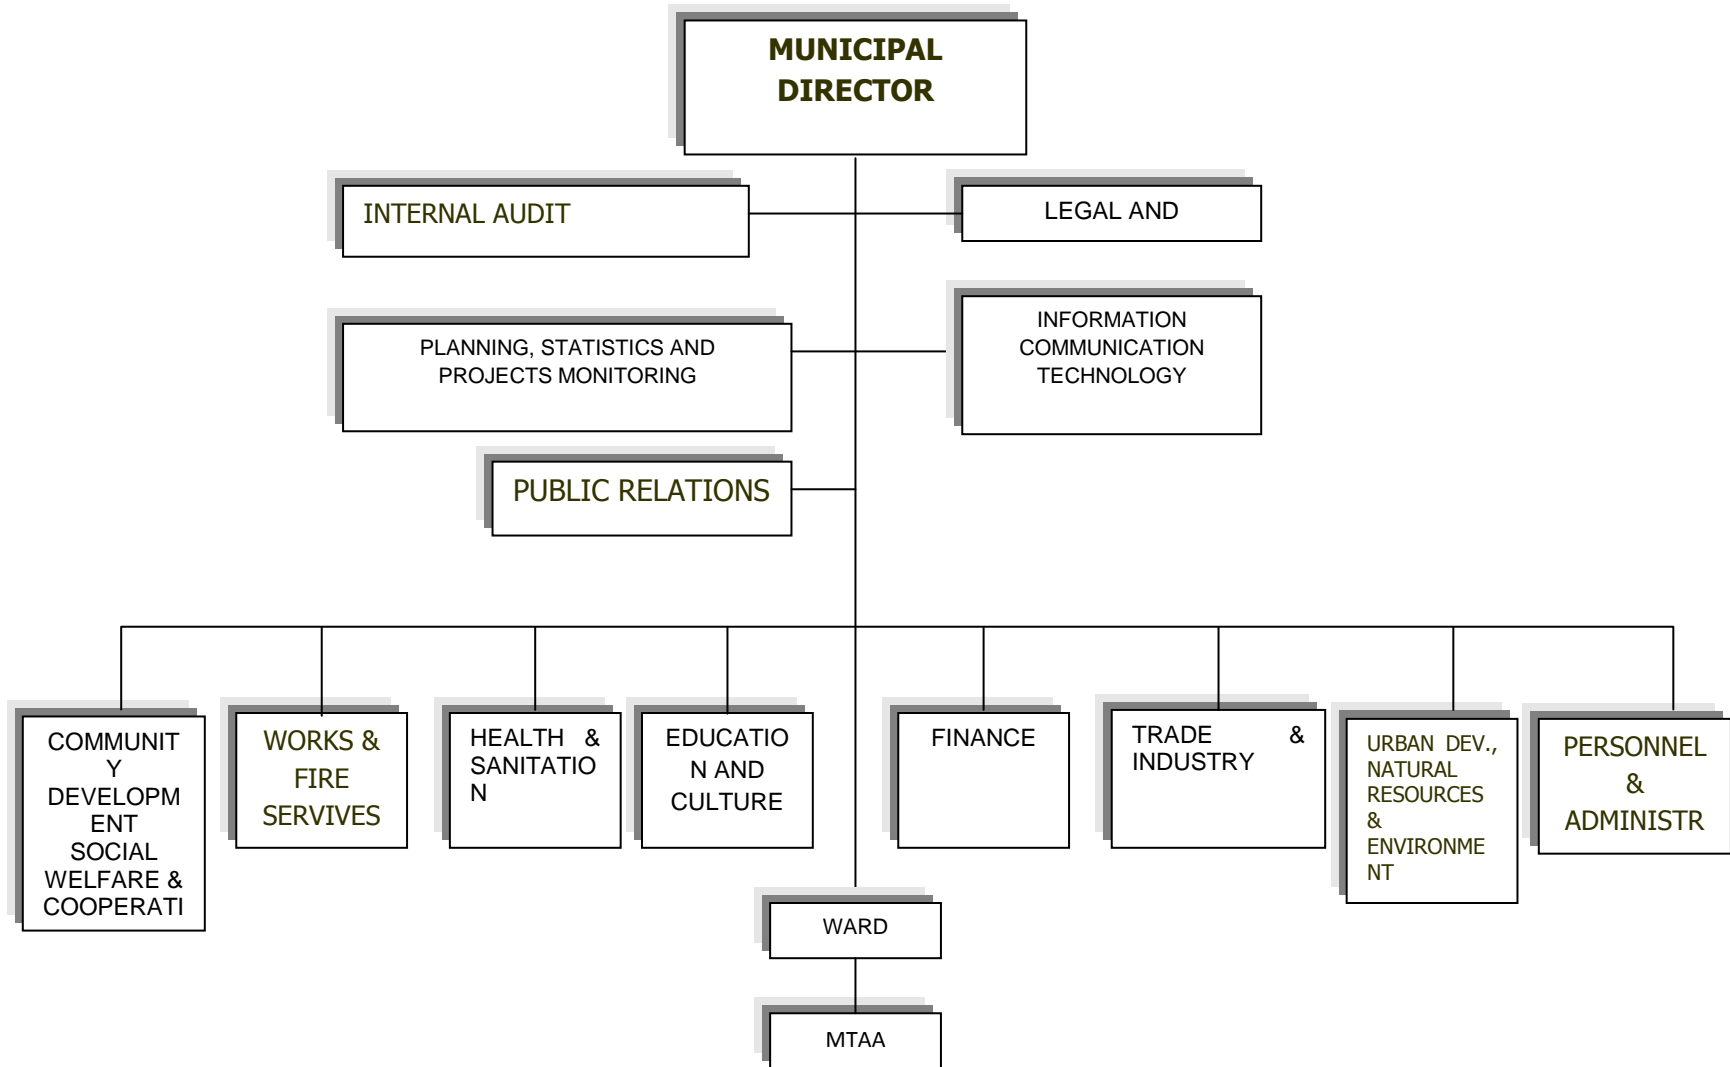 MUNICIPAL
DIRECTOR
INTERNAL AUDIT
LEGAL AND
PLANNING, STATISTICS AND
PROJECTS MONITORING
INFORMATION
COMMUNICATION
TECHNOLOGY
PUBLIC RELATIONS
COMMUNIT
Y
DEVELOPM
ENT
SOCIAL
WELFARE &
COOPERATI
WORKS &
FIRE
SERVIVES
HEALTH &
SANITATIO
N
EDUCATIO
N AND
CULTURE
FINANCE
TRADE &
INDUSTRY
URBAN DEV.,
NATURAL
RESOURCES
&
ENVIRONME
NT
PERSONNEL
&
ADMINISTR
WARD
MTAA